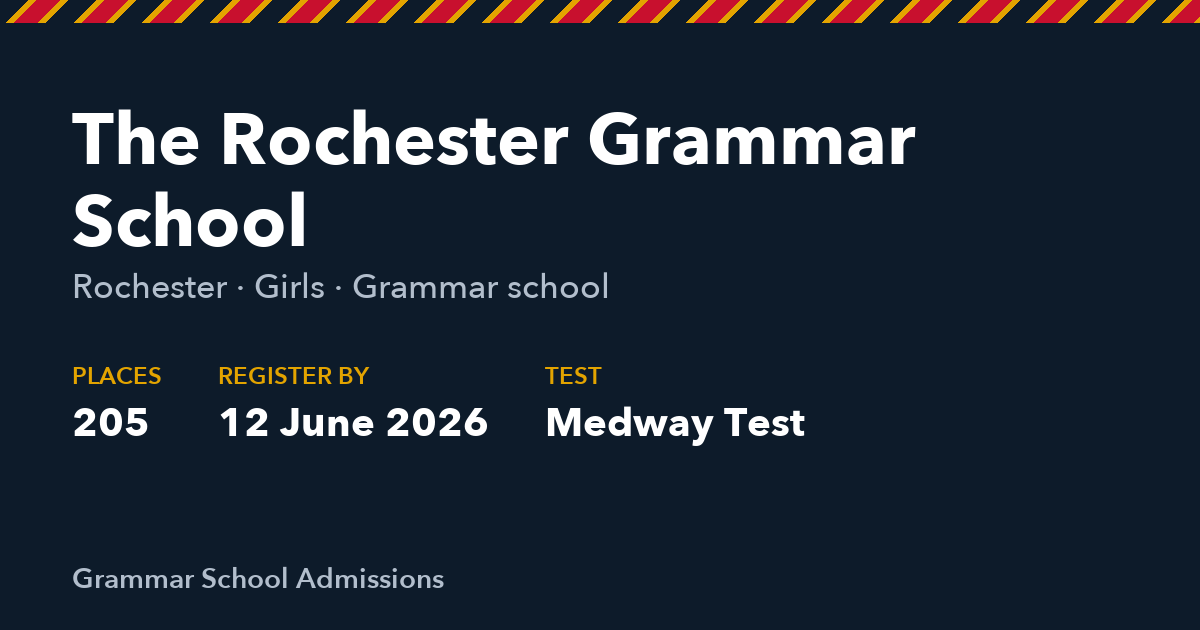 The Rochester Grammar
School
Rochester · Girls · Grammar school
PLACES
205
REGISTER BY
12 June 2026
TEST
Medway Test
Grammar School Admissions